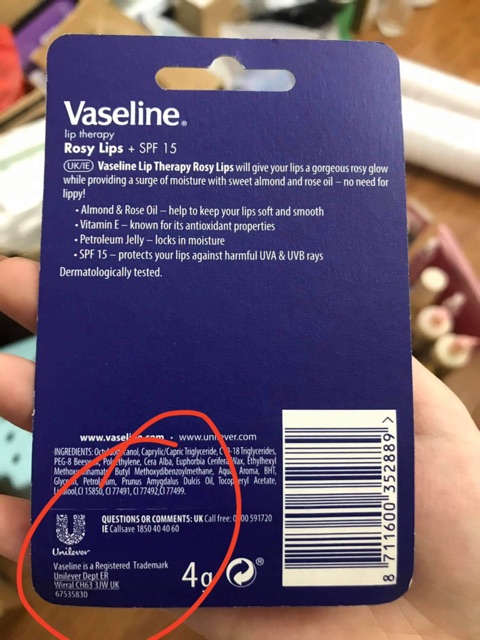 Vaseline®
lip therapy
Rosy Lips + SPF 15
UK/IE Vaseline Lip Therapy Rosy Lips will give your lips a gorgeous rosy glow
while providing a surge of moisture with sweet almond and rose oil – no need for
lippy!
• Almond & Rose Oil – help to keep your lips soft and smooth
• Vitamin E – known for its antioxidant properties
• Petroleum Jelly – locks in moisture
• SPF 15 – protects your lips against harmful UVA & UVB rays
Dermatologically tested.
www.vaseline.com • www.unilever.com
INGREDIENTS: Caprylic/Capric Triglyceride, C18-18 Triglycerides,
PEG-8 Beeswax, Polyethylene, Cera Alba, Euphorbia Cerifera Wax, Ethylhexyl
Butyl Methoxydibenzoylmethane, Aqua, Aroma, BHT,
Glycerin, Prunus Amygdalus Dulcis Oil, Tocopheryl Acetate,
Linalool, CI 15850, CI 77491, CI 77492, CI 77499.
QUESTIONS OR COMMENTS: UK Call free: 0800 591720
IE Callsave 1850 40 40 60
Unilever
Vaseline is a Registered Trademark
Unilever Dept ER
Wirral CH63 3JW UK
67535830
4g
8 711600 352889 >